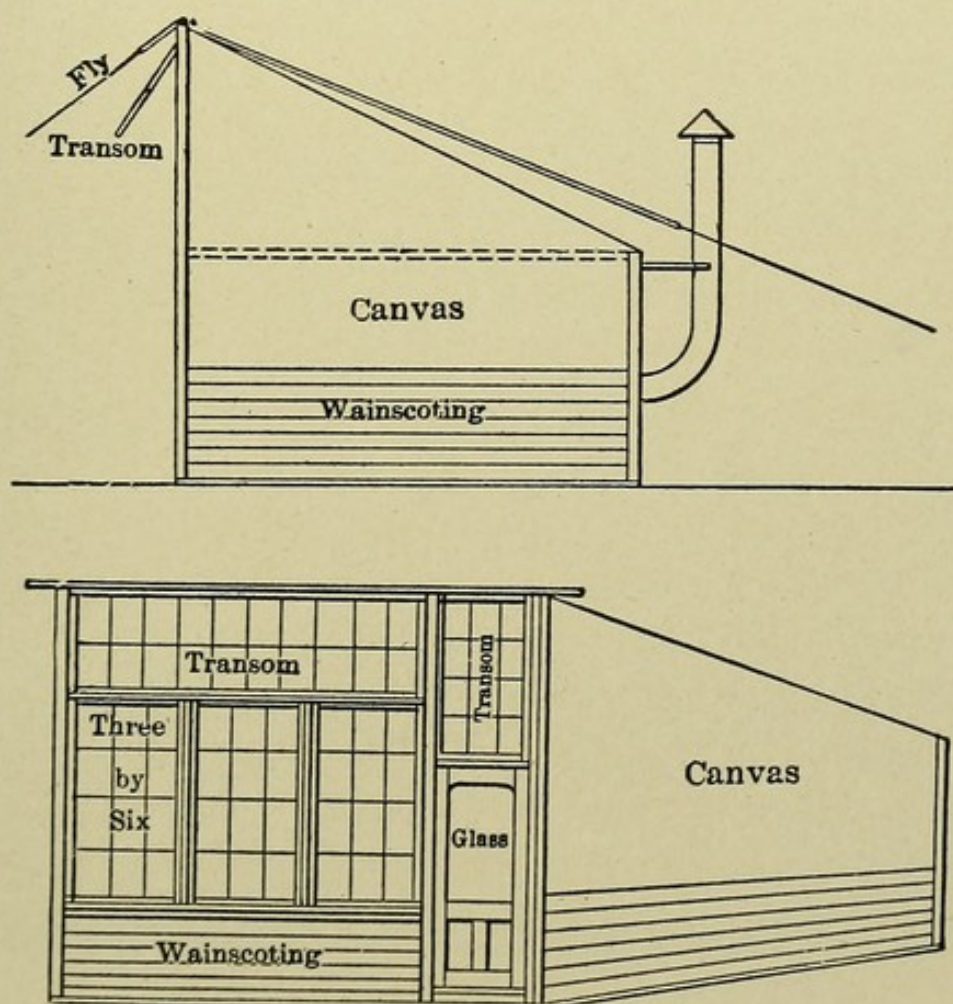 Fly
Transom
Canvas
Wainscoting
Transom
Transom
Three
by
Six
Canvas
Glass
Wainscoting